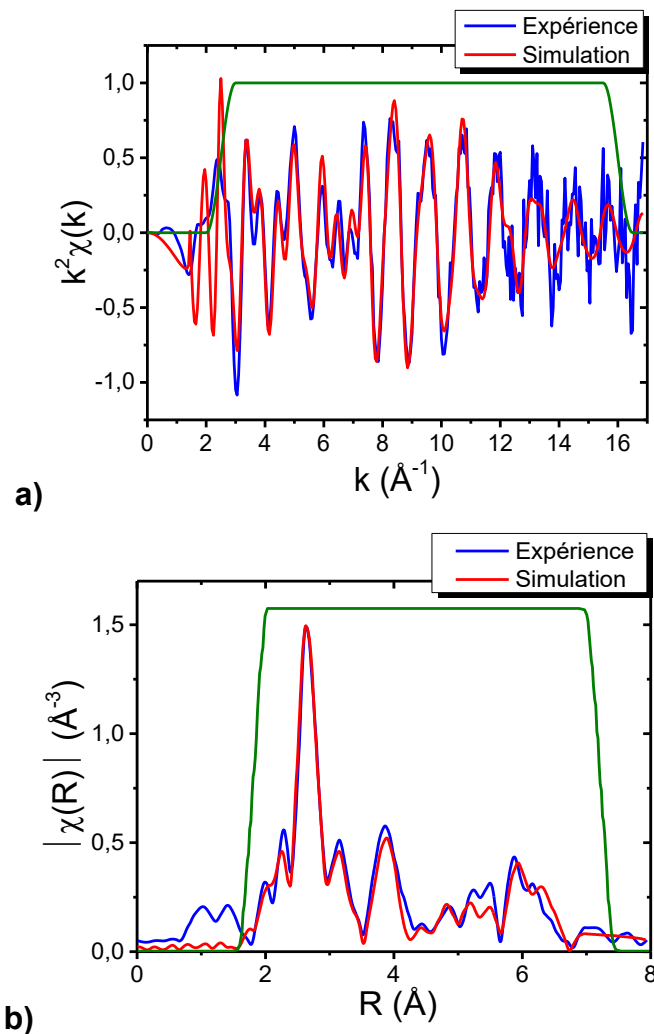 Expérience
Simulation
1,0
0,5
0,0
-0,5
-1,0
k²χ(k)
0 2 4 6 8 10 12 14 16
k (Å⁻¹)
a)
Expérience
Simulation
1,5
1,0
0,5
0,0
|χ(R)| (Å⁻³)
0 2 4 6 8
R (Å)
b)